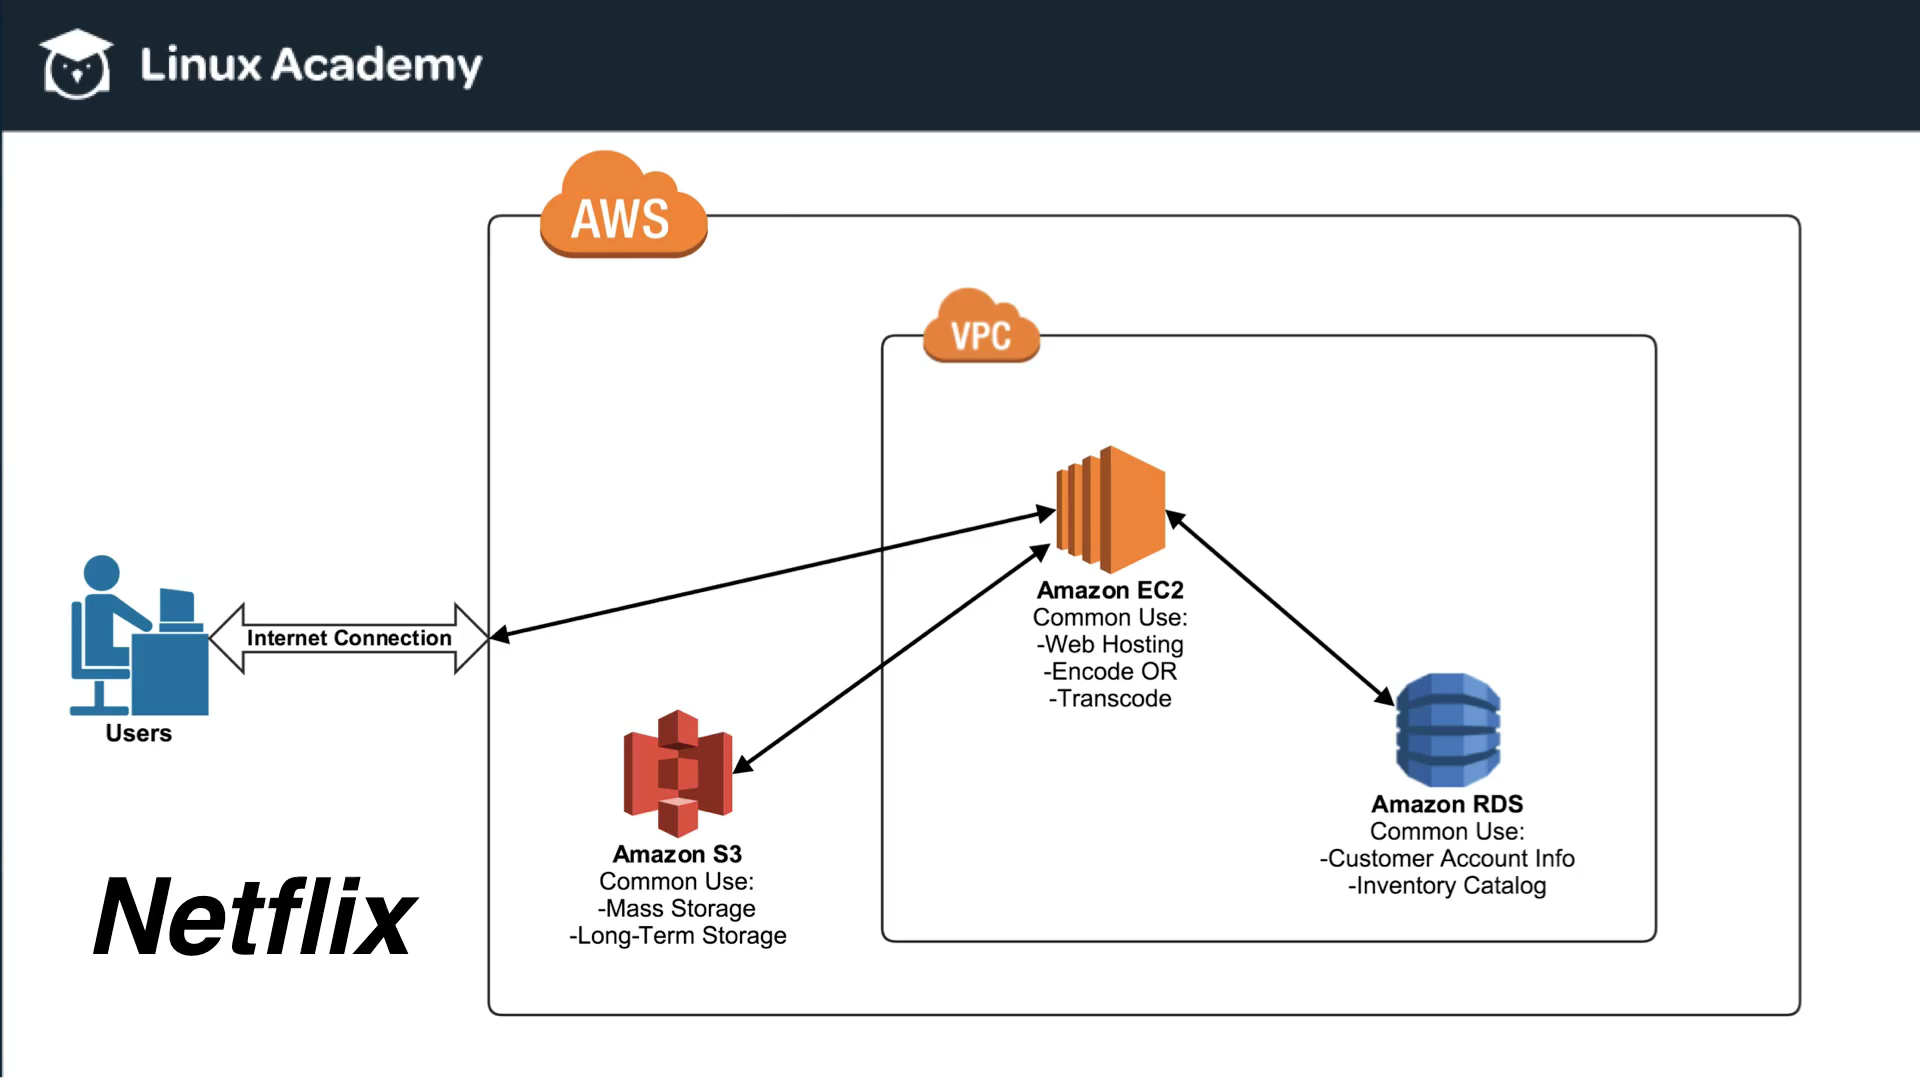 Linux Academy
AWS
VPC
Internet Connection
Users
Amazon EC2
Common Use:
-Web Hosting
-Encode OR
-Transcode
Amazon S3
Common Use:
-Mass Storage
-Long-Term Storage
Amazon RDS
Common Use:
-Customer Account Info
-Inventory Catalog
Netflix